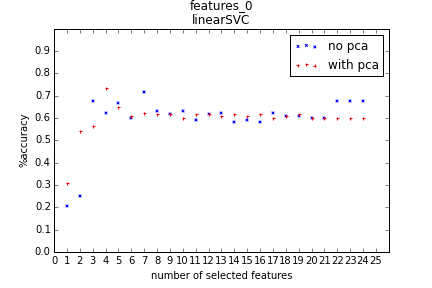 features_0
linearSVC
no pca
with pca
%accuracy
0.9
0.8
0.7
0.6
0.5
0.4
0.3
0.2
0.1
0.0
0 1 2 3 4 5 6 7 8 9 10 11 12 13 14 15 16 17 18 19 20 21 22 23 24 25
number of selected features